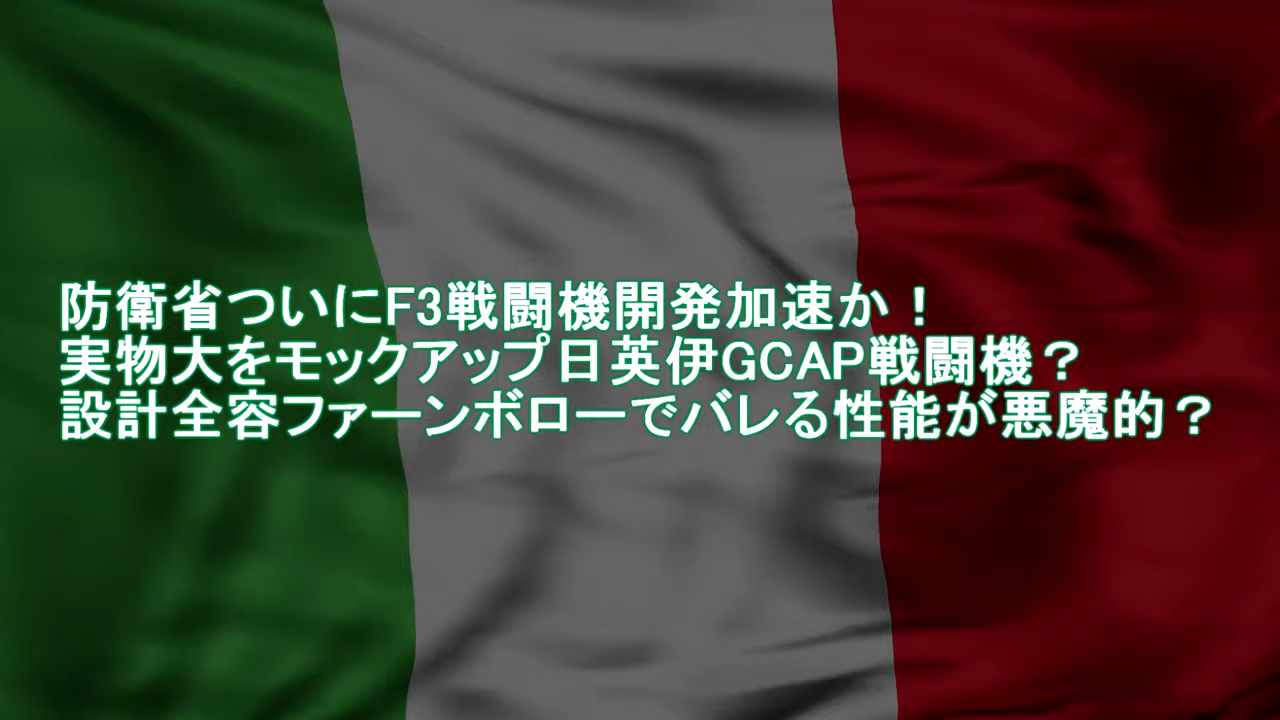 防衛省ついにF3戦闘機開発加速か！
実物大をモックアップ日英伊GCAP戦闘機？
設計全容ファーンボローでバレる性能が悪魔的？